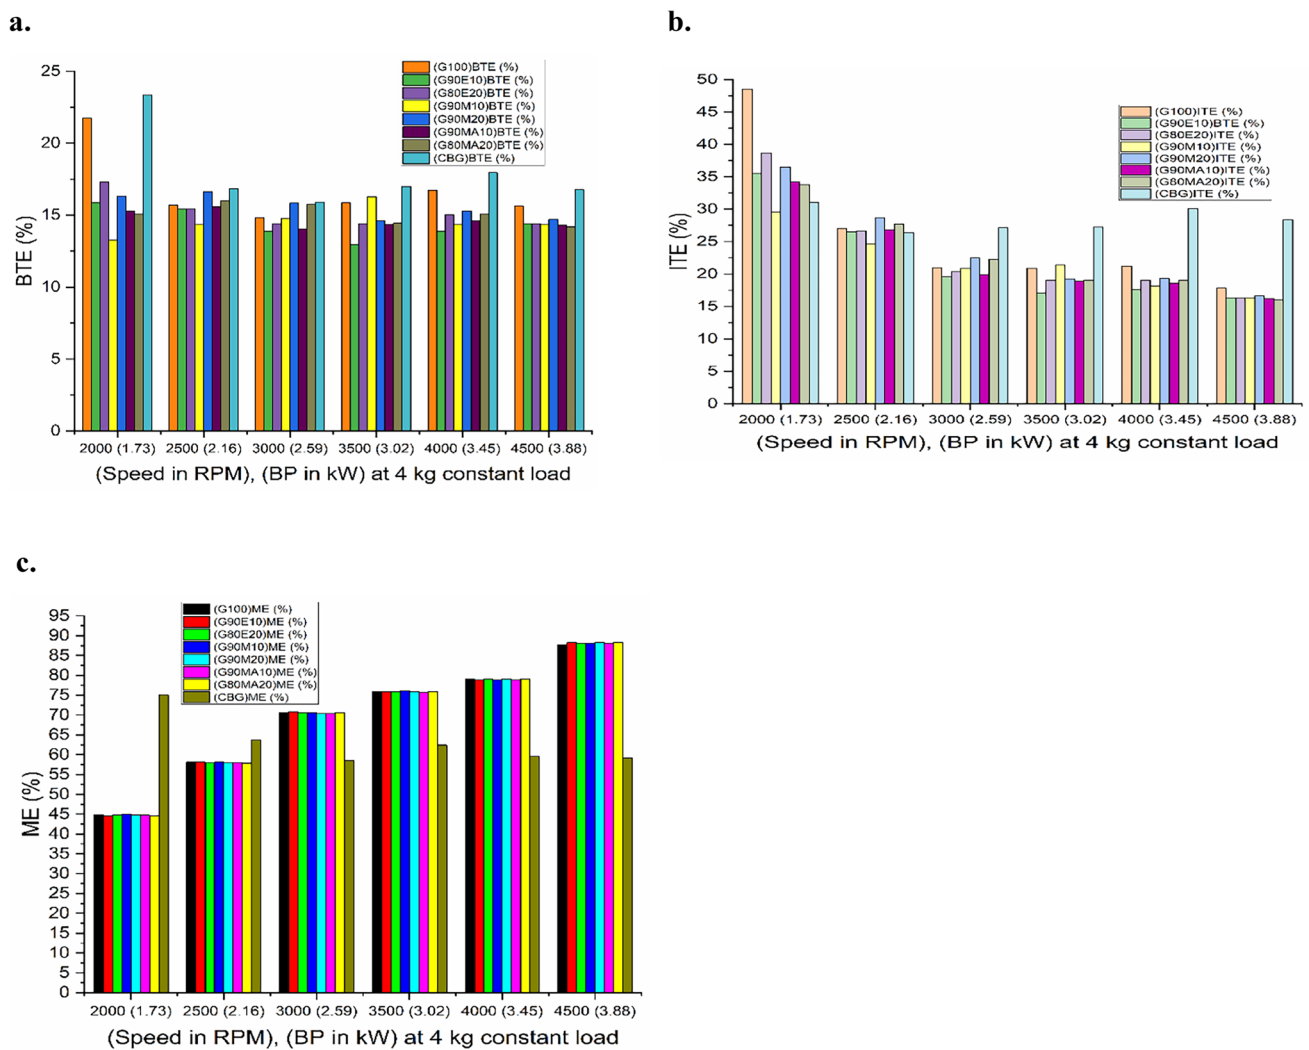 a.
25
20
15
10
5
0
BTE (%)
(G100)BTE (%)
(G90E10)BTE (%)
(G80E20)BTE (%)
(G90M10)BTE (%)
(G90M20)BTE (%)
(G90MA10)BTE (%)
(G80MA20)BTE (%)
(CBG)BTE (%)
2000 (1.73) 2500 (2.16) 3000 (2.59) 3500 (3.02) 4000 (3.45) 4500 (3.88)
(Speed in RPM), (BP in kW) at 4 kg constant load
b.
50
45
40
35
30
25
20
15
10
5
0
ITE (%)
(G100)ITE (%)
(G90E10)BTE (%)
(G80E20)ITE (%)
(G90M10)ITE (%)
(G90M20)ITE (%)
(G90MA10)ITE (%)
(G80MA20)ITE (%)
(CBG)ITE (%)
2000 (1.73) 2500 (2.16) 3000 (2.59) 3500 (3.02) 4000 (3.45) 4500 (3.88)
(Speed in RPM), (BP in kW) at 4 kg constant load
c.
95
90
85
80
75
70
65
60
55
50
45
40
35
30
25
20
15
10
5
0
ME (%)
(G100)ME (%)
(G90E10)ME (%)
(G80E20)ME (%)
(G90M10)ME (%)
(G90M20)ME (%)
(G90MA10)ME (%)
(G80MA20)ME (%)
(CBG)ME (%)
2000 (1.73) 2500 (2.16) 3000 (2.59) 3500 (3.02) 4000 (3.45) 4500 (3.88)
(Speed in RPM), (BP in kW) at 4 kg constant load